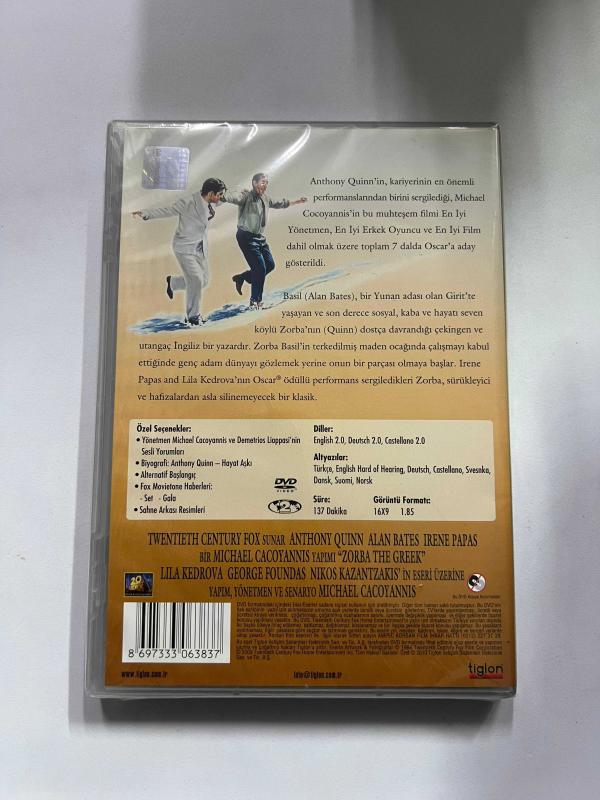 Anthony Quinn'in, kariyerinin en önemli
performanslarından birini sergilediği, Michael
Cocoyannis'in bu muhteşem filmi En İyi
Yönetmen, En İyi Erkek Oyuncu ve En İyi Film
dahil olmak üzere toplam 7 dalda Oscar'a aday
gösterildi.
Basil (Alan Bates), bir Yunan adası olan Girit'te
yaşayan ve son derece sosyal, kaba ve hayatı seven
köylü Zorba'nın (Quinn) dostça davrandığı çekingen ve
utangaç İngiliz bir yazardır. Zorba Basil'in terkedilmiş maden ocağında çalışmayı kabul
ettiğinde genç adam dünyayı gözlemek yerine onun bir parçası olmaya başlar. Irene
Papas and Lila Kedrova'nın Oscar® ödüllü performans sergiledikleri Zorba, sürükleyici
ve hafızalardan asla silinemeyecek bir klasik.
Özel Seçenekler:
• Yönetmen Michael Cacoyannis ve Demetrios Liappasi'nin
Sesli Yorumları
• Biyografi: Anthony Quinn – Hayat Aşkı
• Alternatif Başlangıç
• Fox Movietone Haberleri:
- Set - Gala
• Sahne Arkası Resimleri
DVD
VIDEO
2
Diller:
English 2.0, Deutsch 2.0, Castellano 2.0
Altyazılar:
Türkçe, English Hard of Hearing, Deutsch, Castellano, Svesnka,
Dansk, Suomi, Norsk
Süre: Görüntü Formatı:
137 Dakika 16X9 1.85
TWENTIETH CENTURY FOX SUNAR ANTHONY QUINN ALAN BATES IRENE PAPAS
BİR MICHAEL CACOYANNIS YAPIMI "ZORBA THE GREEK"
LILA KEDROVA GEORGE FOUNDAS NIKOS KAZANTZAKIS'İN ESERİ ÜZERİNE
YAPIM, YÖNETMEN VE SENARYO MICHAEL CACOYANNIS
8 697333 063837
www.tiglon.com.tr
info@tiglon.com.tr
tiglon